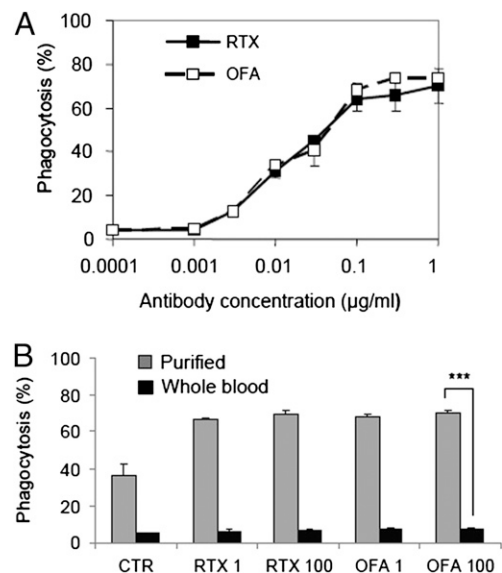 A
100
80
60
40
20
0
Phagocytosis (%)
RTX
OFA
0.0001 0.001 0.01 0.1 1
Antibody concentration (µg/ml)
B
100
80
60
40
20
0
Phagocytosis (%)
Purified
Whole blood
***
CTR RTX 1 RTX 100 OFA 1 OFA 100